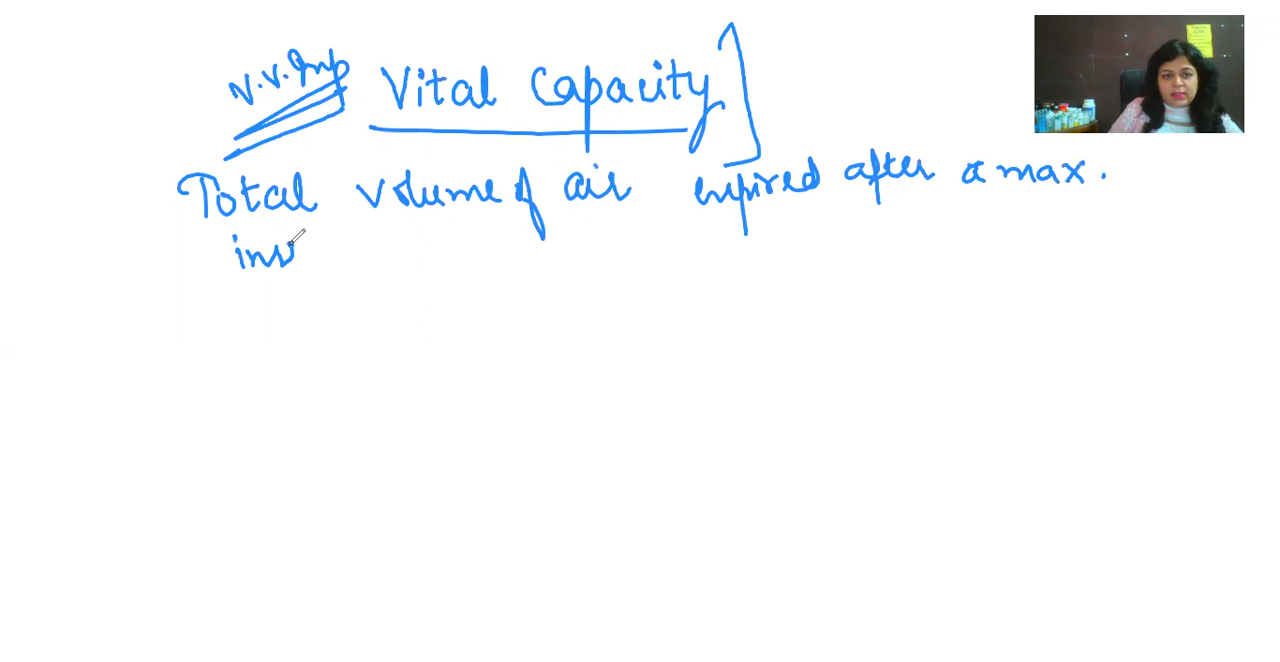 V.V. Imp Vital Capacity
Total volume of air expired after a max.
ins